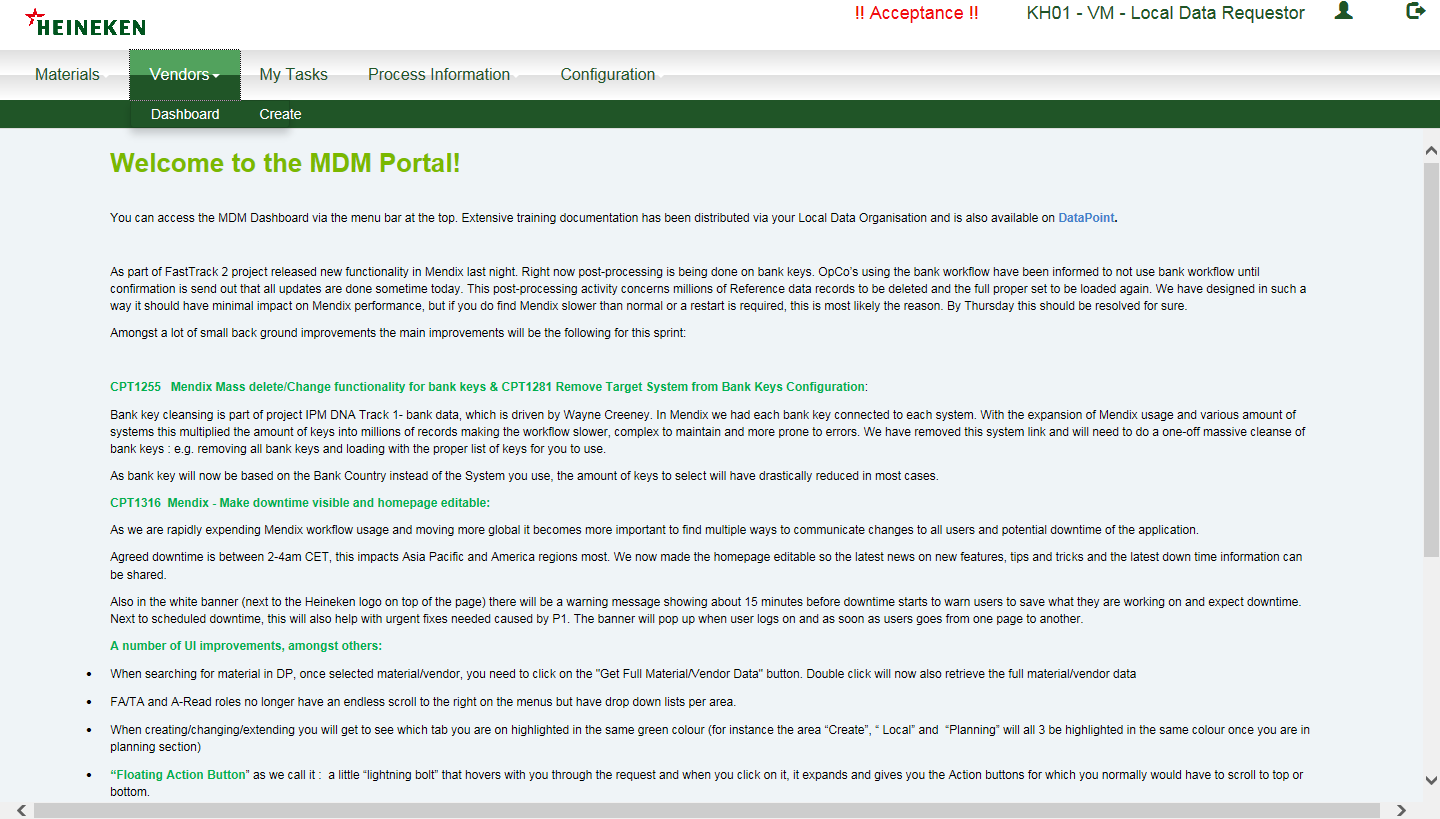 HEINEKEN
!! Acceptance !!
KH01 - VM - Local Data Requestor
Materials
Vendors
My Tasks
Process Information
Configuration
Dashboard
Create
Welcome to the MDM Portal!
You can access the MDM Dashboard via the menu bar at the top. Extensive training documentation has been distributed via your Local Data Organisation and is also available on DataPoint.
As part of FastTrack 2 project released new functionality in Mendix last night. Right now post-processing is being done on bank keys. OpCo's using the bank workflow have been informed to not use bank workflow until
confirmation is send out that all updates are done sometime today. This post-processing activity concerns millions of Reference data records to be deleted and the full proper set to be loaded again. We have designed in such a
way it should have minimal impact on Mendix performance, but if you do find Mendix slower than normal or a restart is required, this is most likely the reason. By Thursday this should be resolved for sure.
Amongst a lot of small back ground improvements the main improvements will be the following for this sprint:
CPT1255   Mendix Mass delete/Change functionality for bank keys & CPT1281 Remove Target System from Bank Keys Configuration:
Bank key cleansing is part of project IPM DNA Track 1- bank data, which is driven by Wayne Creeney. In Mendix we had each bank key connected to each system. With the expansion of Mendix usage and various amount of
systems this multiplied the amount of keys into millions of records making the workflow slower, complex to maintain and more prone to errors. We have removed this system link and will need to do a one-off massive cleanse of
bank keys : e.g. removing all bank keys and loading with the proper list of keys for you to use.
As bank key will now be based on the Bank Country instead of the System you use, the amount of keys to select will have drastically reduced in most cases.
CPT1316  Mendix - Make downtime visible and homepage editable:
As we are rapidly expending Mendix workflow usage and moving more global it becomes more important to find multiple ways to communicate changes to all users and potential downtime of the application.
Agreed downtime is between 2-4am CET, this impacts Asia Pacific and America regions most. We now made the homepage editable so the latest news on new features, tips and tricks and the latest down time information can
be shared.
Also in the white banner (next to the Heineken logo on top of the page) there will be a warning message showing about 15 minutes before downtime starts to warn users to save what they are working on and expect downtime.
Next to scheduled downtime, this will also help with urgent fixes needed caused by P1. The banner will pop up when user logs on and as soon as users goes from one page to another.
A number of UI improvements, amongst others:
• When searching for material in DP, once selected material/vendor, you need to click on the "Get Full Material/Vendor Data" button. Double click will now also retrieve the full material/vendor data
• FA/TA and A-Read roles no longer have an endless scroll to the right on the menus but have drop down lists per area.
• When creating/changing/extending you will get to see which tab you are on highlighted in the same green colour (for instance the area “Create”, “ Local” and  “Planning” will all 3 be highlighted in the same colour once you are in
planning section)
• “Floating Action Button” as we call it :  a little “lightning bolt” that hovers with you through the request and when you click on it, it expands and gives you the Action buttons for which you normally would have to scroll to top or
bottom.